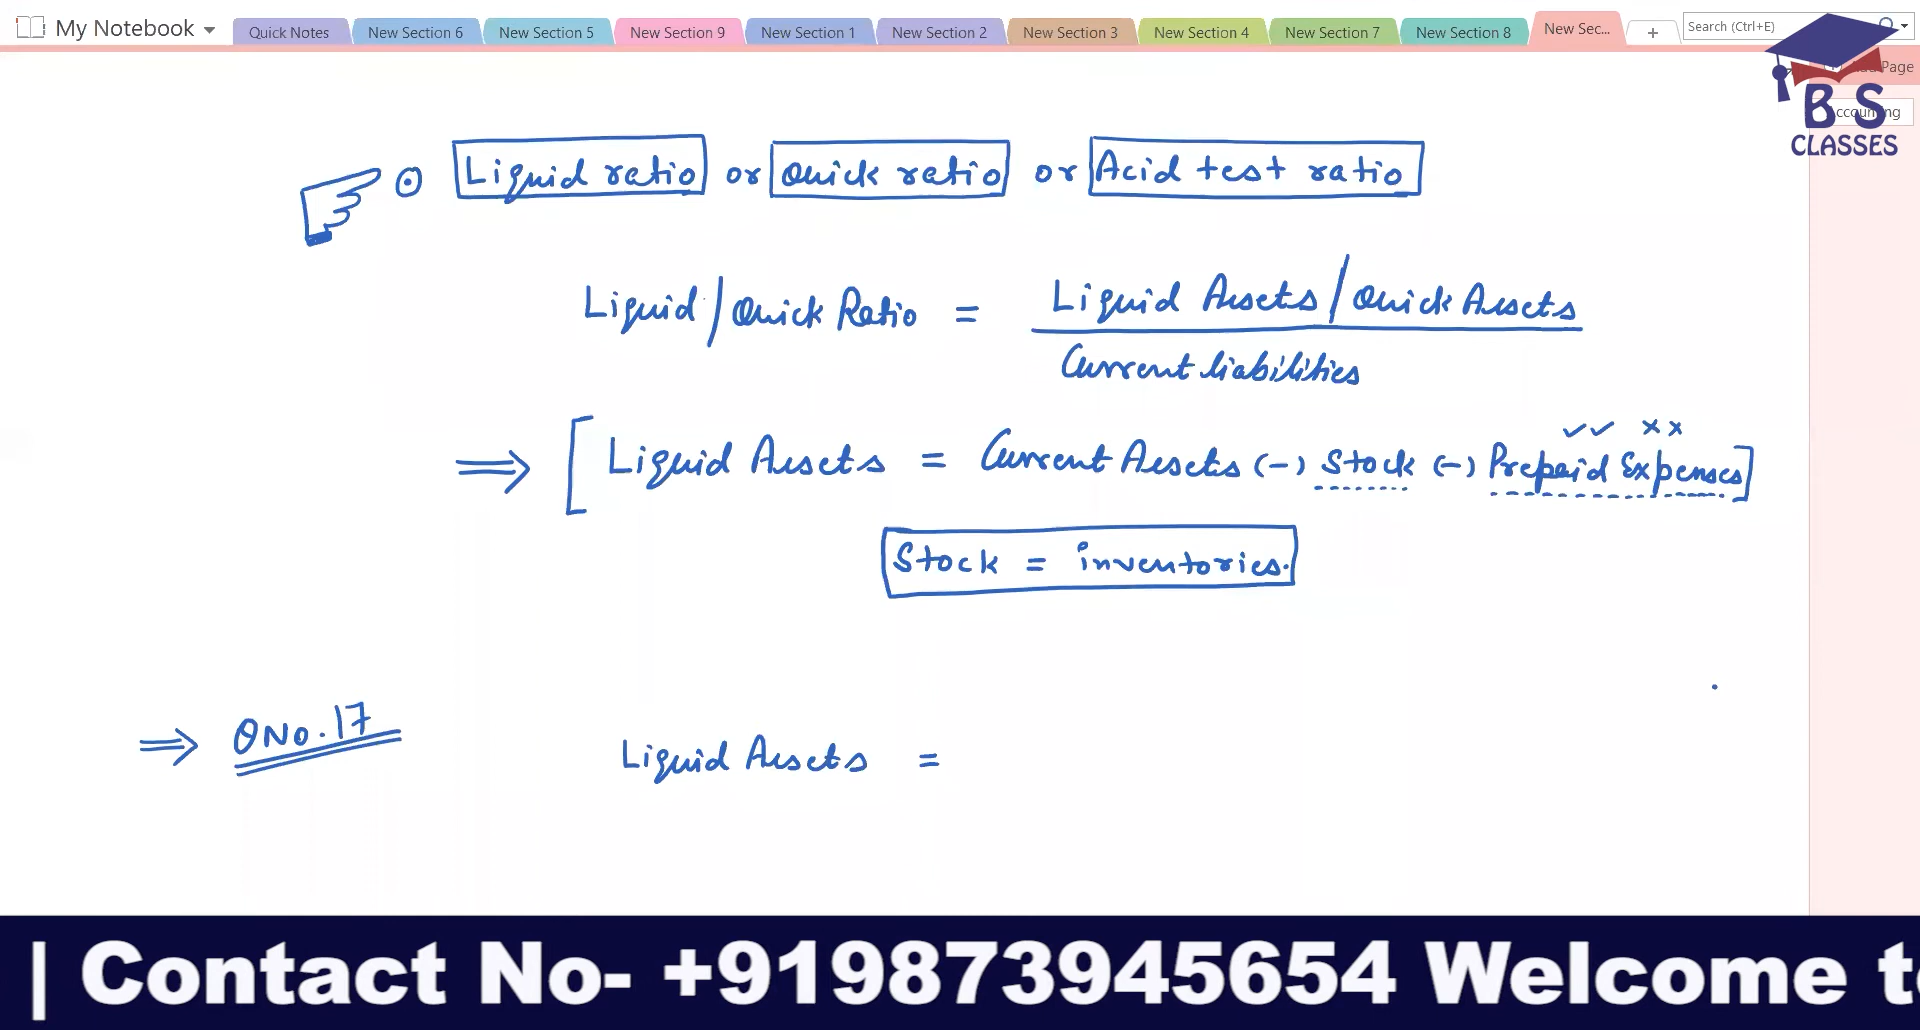 My Notebook
Quick Notes
New Section 6
New Section 5
New Section 9
New Section 1
New Section 2
New Section 3
New Section 4
New Section 7
New Section 8
New Sec...
+
Search (Ctrl+E)
Page
B S
CLASSES
Liquid ratio or Quick ratio or Acid test ratio
Liquid / Quick Ratio = Liquid Assets / Quick Assets
Current liabilities
⇒ [ Liquid Assets = Current Assets (-) Stock (-) Prepaid Expenses ]
✓✓ ××
Stock = inventories.
⇒ QNo. 17 Liquid Assets =
| Contact No- +919873945654 Welcome t